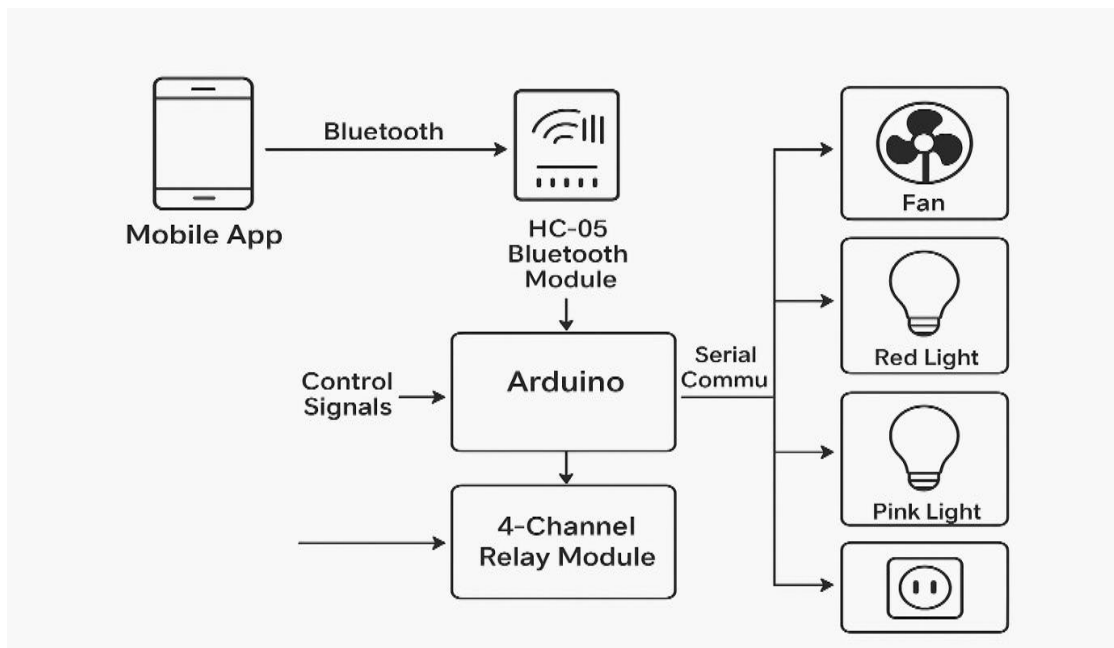 Mobile App
Bluetooth
HC-05
Bluetooth
Module
Control
Signals
Arduino
4-Channel
Relay Module
Serial
Commu
Fan
Red Light
Pink Light